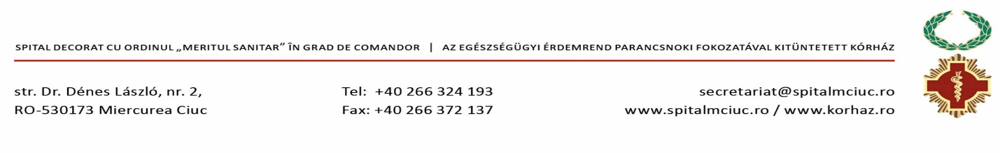 SPITAL DECORAT CU ORDINUL „MERITUL SANITAR” ÎN GRAD DE COMANDOR | AZ EGÉSZSÉGÜGYI ÉRDEMREND PARANCSNOKI FOKOZATÁVAL KITÜNTETETT KÓRHÁZ
str. Dr. Dénes László, nr. 2,
RO-530173 Miercurea Ciuc
Tel: +40 266 324 193
Fax: +40 266 372 137
secretariat@spitalmciuc.ro
www.spitalmciuc.ro / www.korhaz.ro